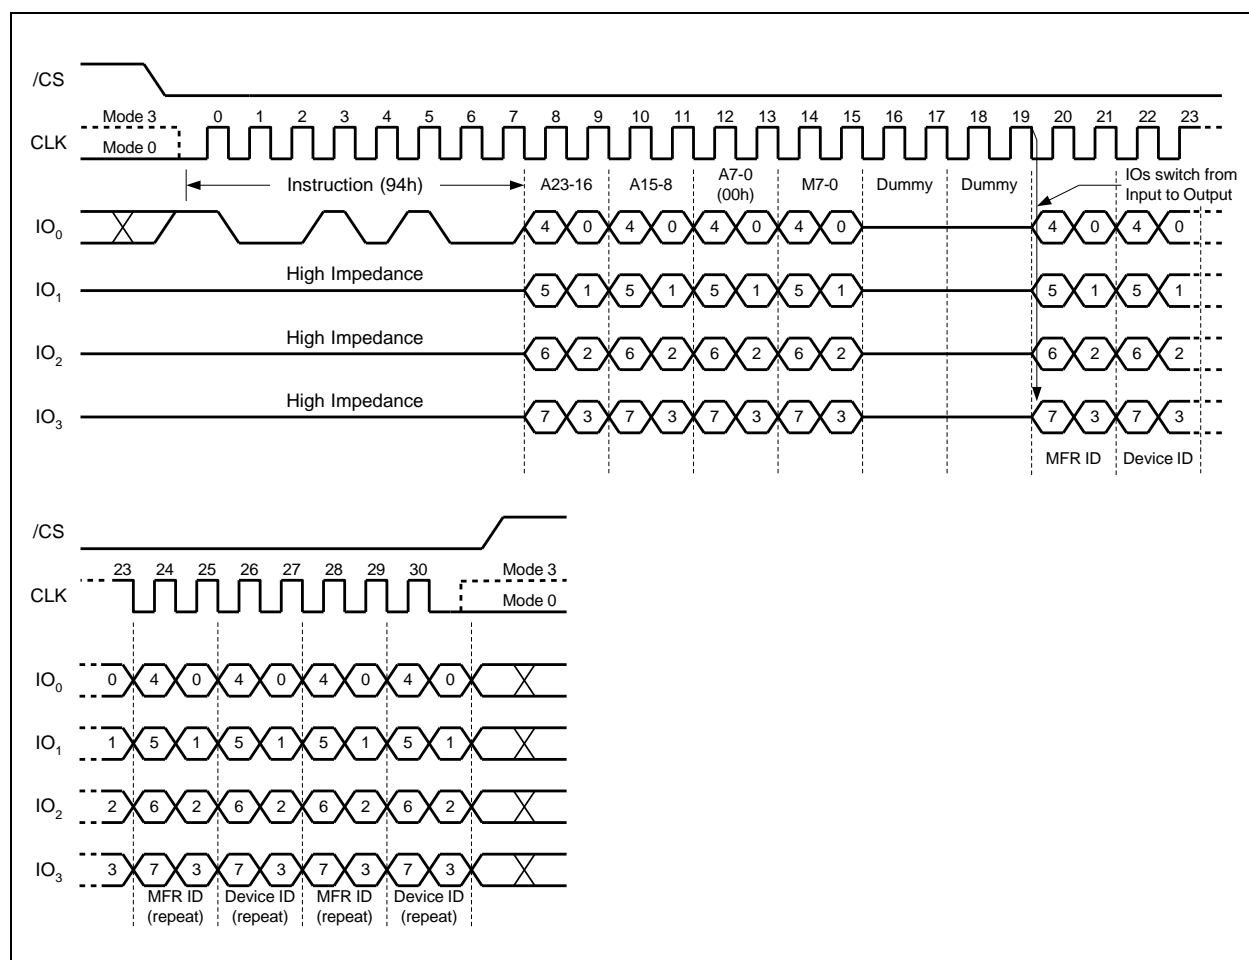 /CS
Mode 3 0 1 2 3 4 5 6 7 8 9 10 11 12 13 14 15 16 17 18 19 20 21 22 23
CLK Mode 0
Instruction (94h) A23-16 A15-8 A7-0 (00h) M7-0 Dummy Dummy IOs switch from Input to Output
IO0 4 0 4 0 4 0 4 0 4 0 4 0
High Impedance
IO1 5 1 5 1 5 1 5 1 5 1 5 1
High Impedance
IO2 6 2 6 2 6 2 6 2 6 2 6 2
High Impedance
IO3 7 3 7 3 7 3 7 3 7 3 7 3
MFR ID Device ID
/CS
23 24 25 26 27 28 29 30 Mode 3
CLK Mode 0
IO0 0 4 0 4 0 4 0 4 0
IO1 1 5 1 5 1 5 1 5 1
IO2 2 6 2 6 2 6 2 6 2
IO3 3 7 3 7 3 7 3 7 3
MFR ID (repeat) Device ID (repeat) MFR ID (repeat) Device ID (repeat)